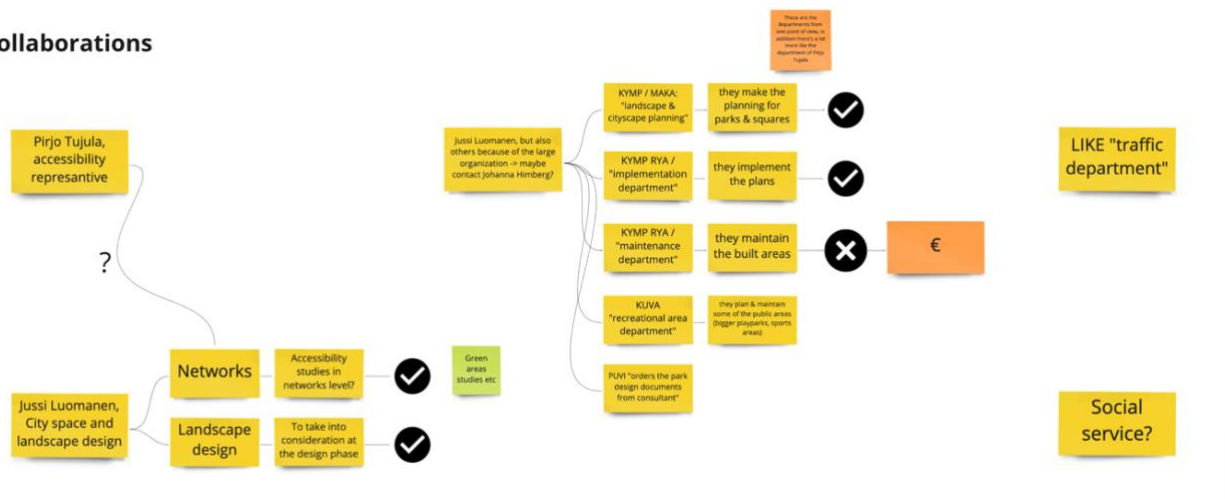 ollaborations
These are the
departments from
one point of view, in
addition there's a lot
more like the
department of Pirjo
Tujula
Pirjo Tujula,
accessibility
represantive
?
Jussi Luomanen,
City space and
landscape design
Networks
Accessibility
studies in
networks level?
Green
areas
studies etc
Landscape
design
To take into
consideration at
the design phase
Jussi Luomanen, but also
others because of the large
organization -> maybe
contact Johanna Himberg?
KYMP / MAKA:
"landscape &
cityscape planning"
they make the
planning for
parks & squares
KYMP RYA /
"implementation
department"
they implement
the plans
KYMP RYA /
"maintenance
department"
they maintain
the built areas
€
KUVA
"recreational area
department"
they plan & maintain
some of the public areas
(bigger playparks, sports
areas)
PUVI "orders the park
design documents
from consultant"
LIKE "traffic
department"
Social
service?